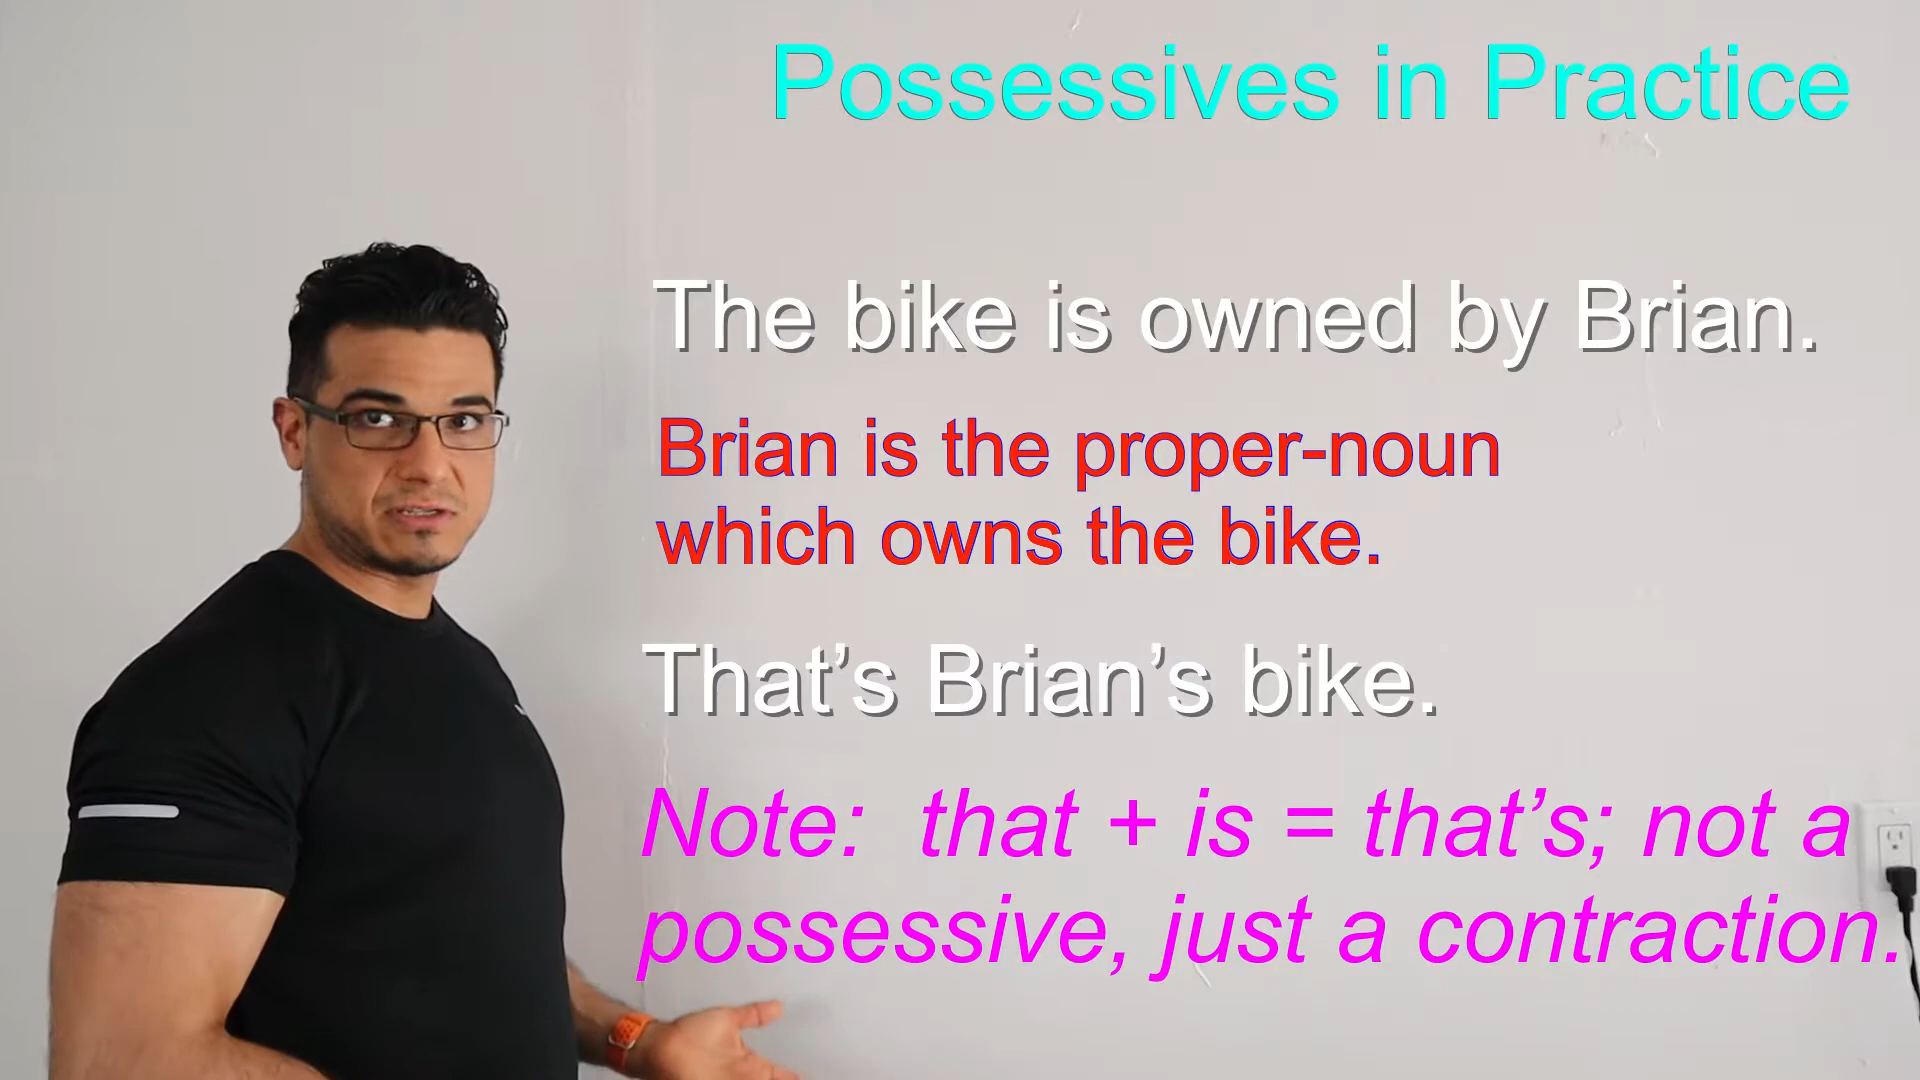 Possessives in Practice
The bike is owned by Brian.
Brian is the proper-noun
which owns the bike.
That’s Brian’s bike.
Note:  that + is = that’s; not a
possessive, just a contraction.